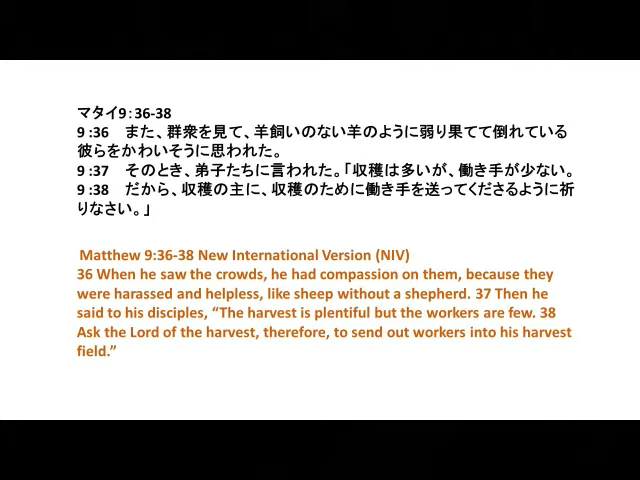 マタイ9：36-38
9 :36　また、群衆を見て、羊飼いのない羊のように弱り果てて倒れている
彼らをかわいそうに思われた。
9 :37　そのとき、弟子たちに言われた。「収穫は多いが、働き手が少ない。
9 :38　だから、収穫の主に、収穫のために働き手を送ってくださるように祈
りなさい。」
Matthew 9:36-38 New International Version (NIV)
36 When he saw the crowds, he had compassion on them, because they
were harassed and helpless, like sheep without a shepherd. 37 Then he
said to his disciples, “The harvest is plentiful but the workers are few. 38
Ask the Lord of the harvest, therefore, to send out workers into his harvest
field.”